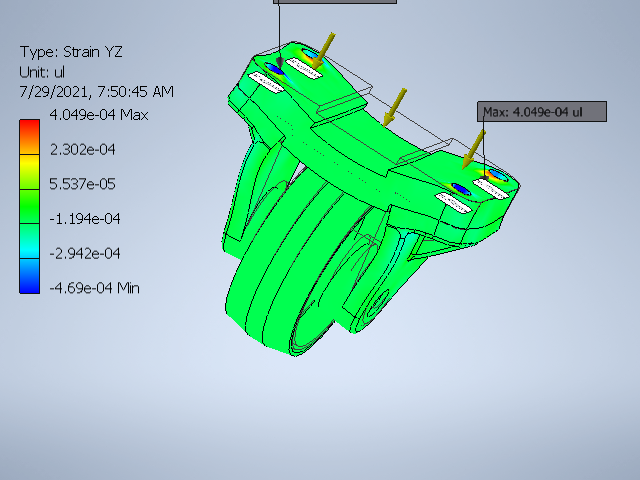 Type: Strain YZ
Unit: ul
7/29/2021, 7:50:45 AM
4.049e-04 Max
2.302e-04
5.537e-05
-1.194e-04
-2.942e-04
-4.69e-04 Min
Max: 4.049e-04 ul